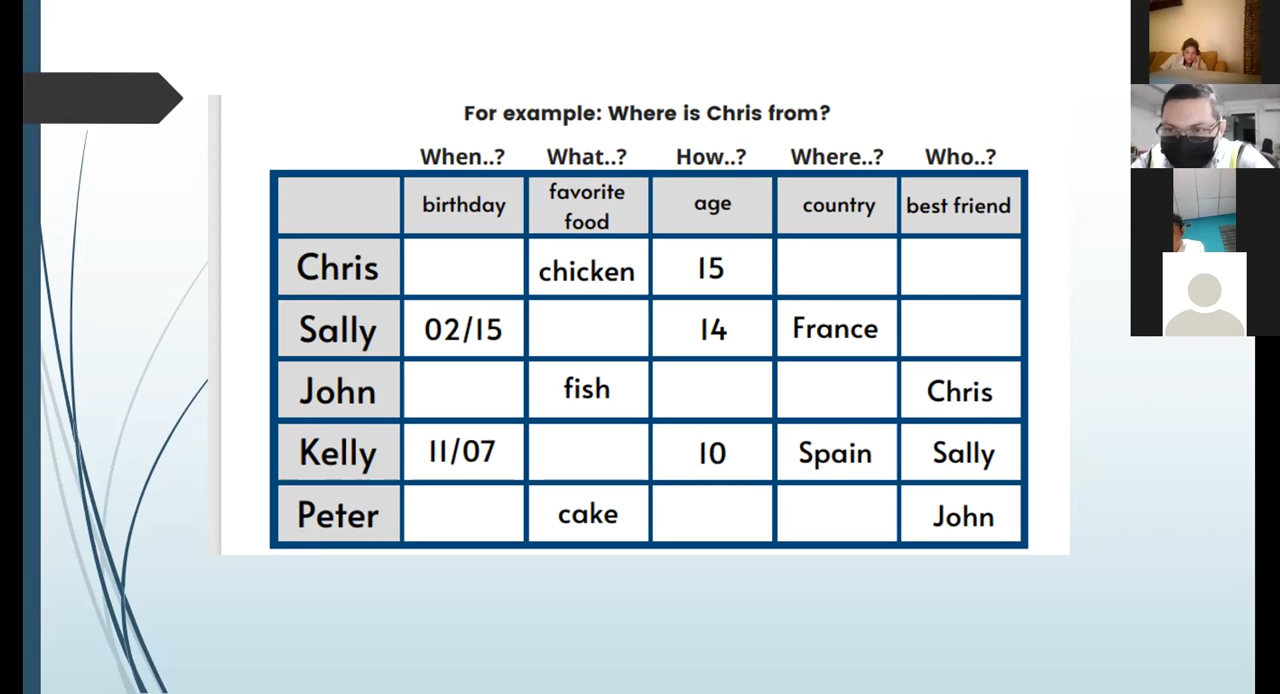 For example: Where is Chris from?
When..? What..? How..? Where..? Who..?
birthday favorite food age country best friend
Chris chicken 15
Sally 02/15 14 France
John fish Chris
Kelly 11/07 10 Spain Sally
Peter cake John